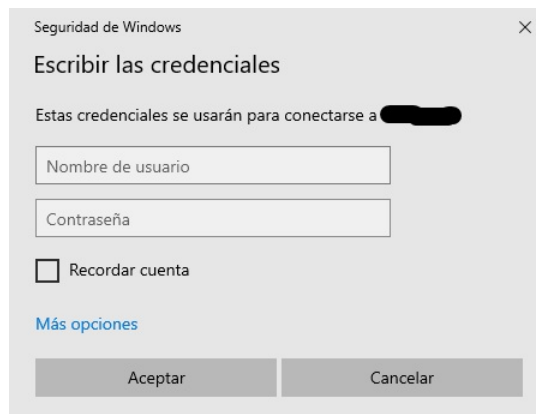 Seguridad de Windows
Escribir las credenciales
Estas credenciales se usarán para conectarse a
Nombre de usuario
Contraseña
Recordar cuenta
Más opciones
Aceptar Cancelar